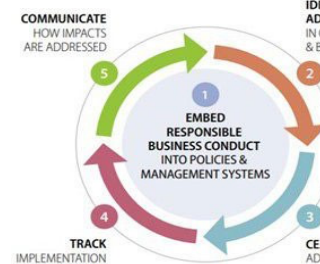 COMMUNICATE
HOW IMPACTS
ARE ADDRESSED
5
1
EMBED
RESPONSIBLE
BUSINESS CONDUCT
INTO POLICIES &
MANAGEMENT SYSTEMS
2
3
4
TRACK
IMPLEMENTATION